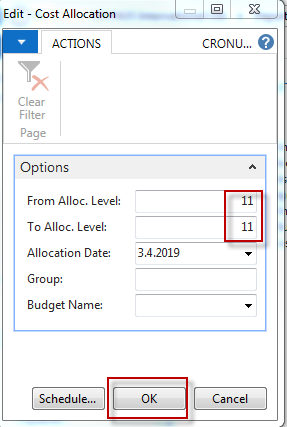 Edit - Cost Allocation
ACTIONS CRONU...
Clear
Filter
Page
Options
From Alloc. Level: 11
To Alloc. Level: 11
Allocation Date: 3.4.2019
Group:
Budget Name:
Schedule... OK Cancel